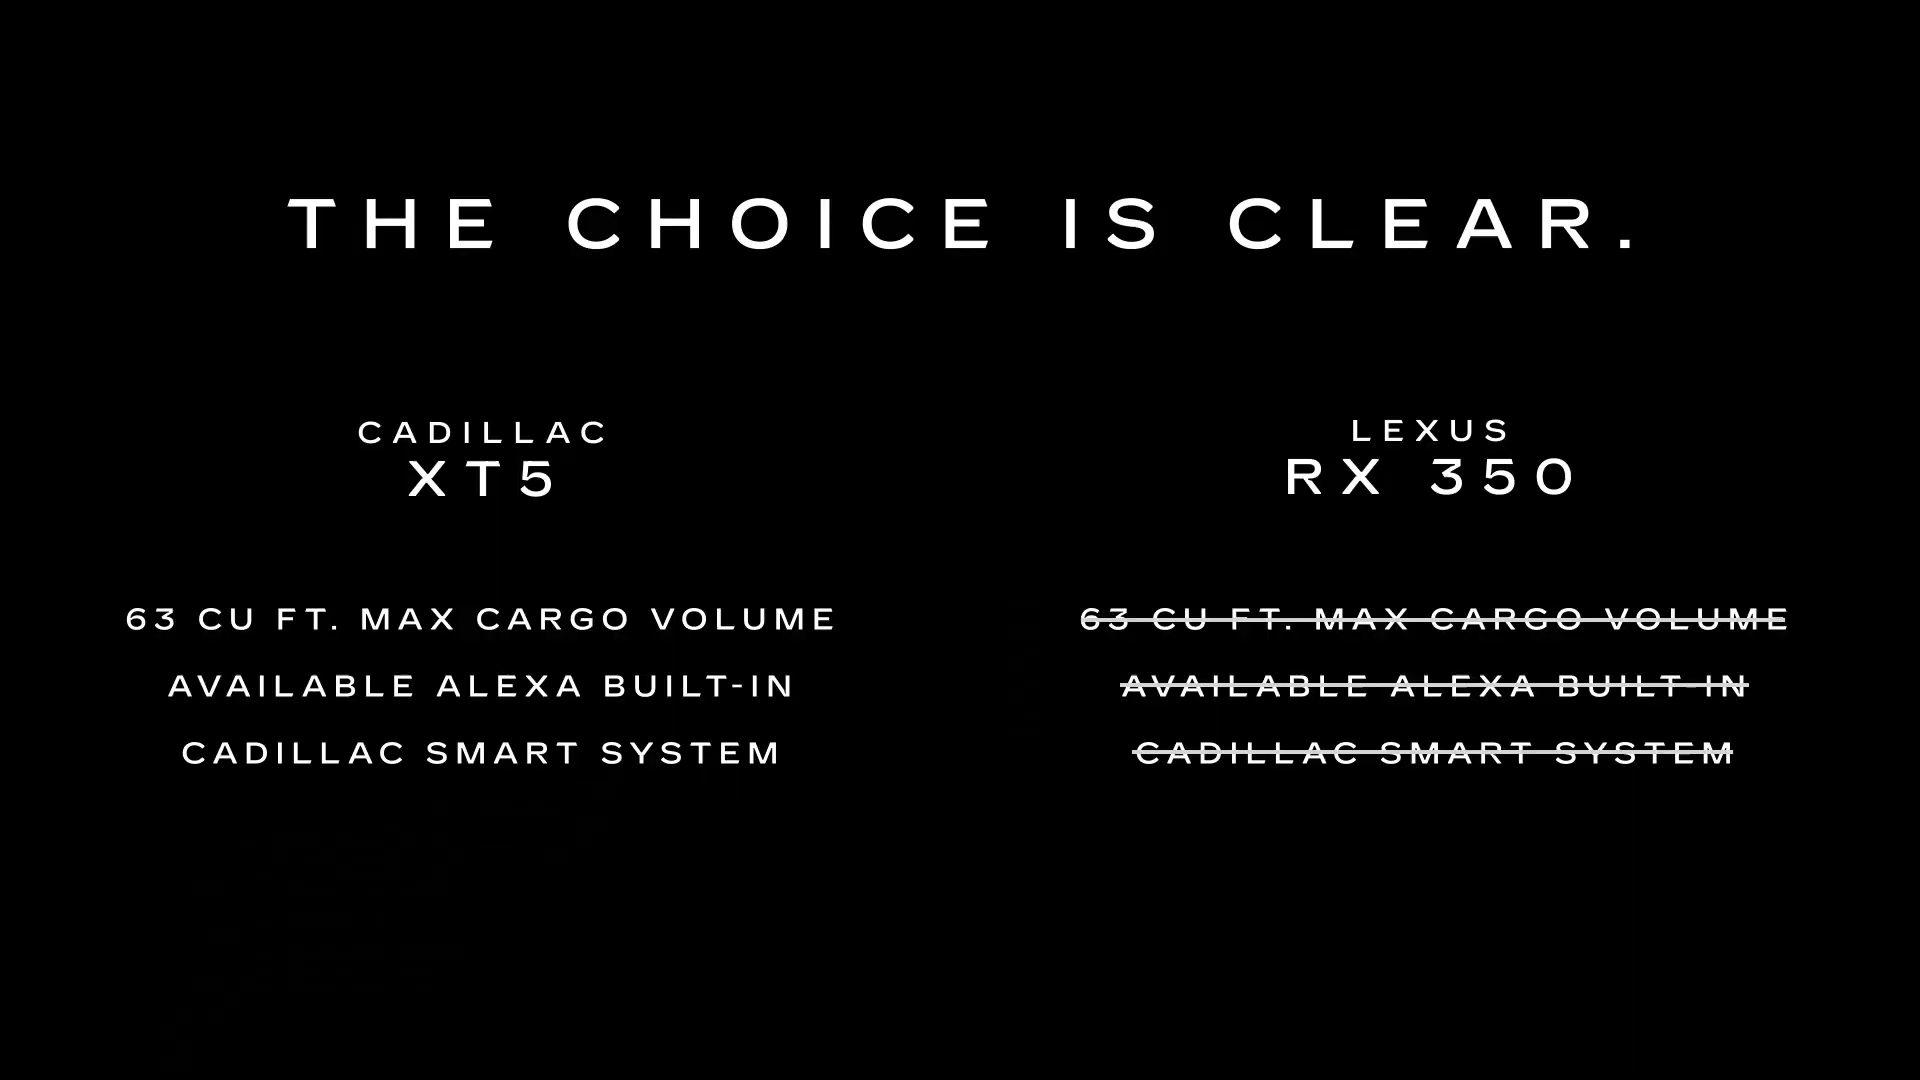 THE CHOICE IS CLEAR.
CADILLAC
XT5
63 CU FT. MAX CARGO VOLUME
AVAILABLE ALEXA BUILT-IN
CADILLAC SMART SYSTEM
LEXUS
RX 350
63 CU FT. MAX CARGO VOLUME
AVAILABLE ALEXA BUILT-IN
CADILLAC SMART SYSTEM